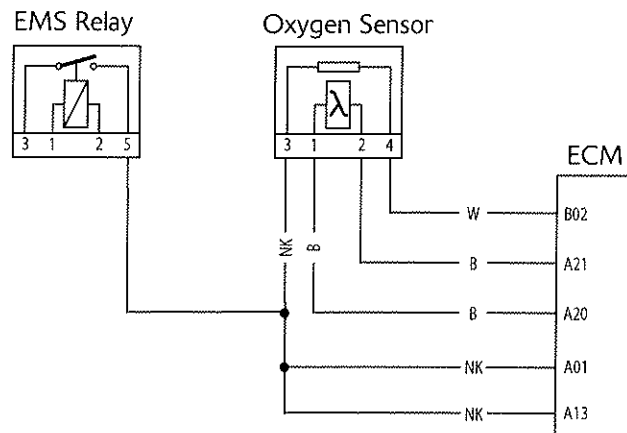 EMS Relay
Oxygen Sensor
3 1 2 5
3 1 λ 2 4
ECM
NK
B
W B02
B A21
B A20
NK A01
NK A13